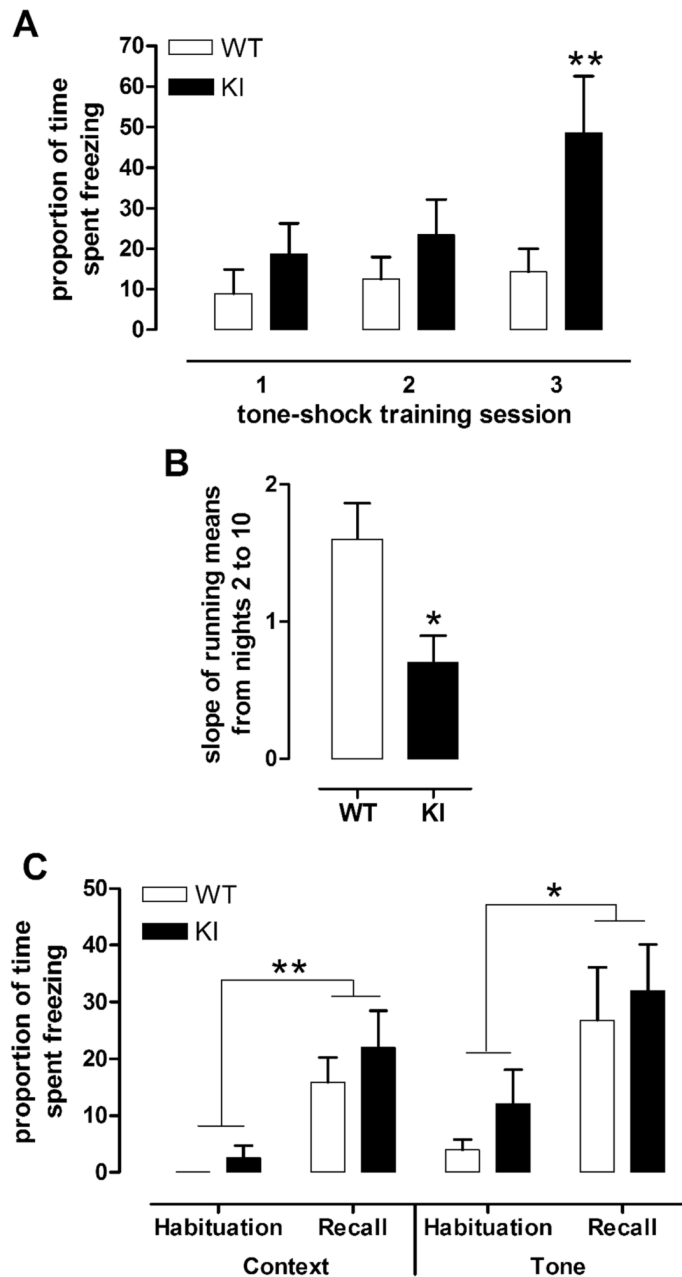 A
WT
KI
proportion of time
spent freezing
70
60
50
40
30
20
10
0
**
1 2 3
tone-shock training session
B
slope of running means
from nights 2 to 10
2
1
0
*
WT KI
C
WT
KI
proportion of time
spent freezing
50
40
30
20
10
0
**
*
Habituation Recall Habituation Recall
Context Tone